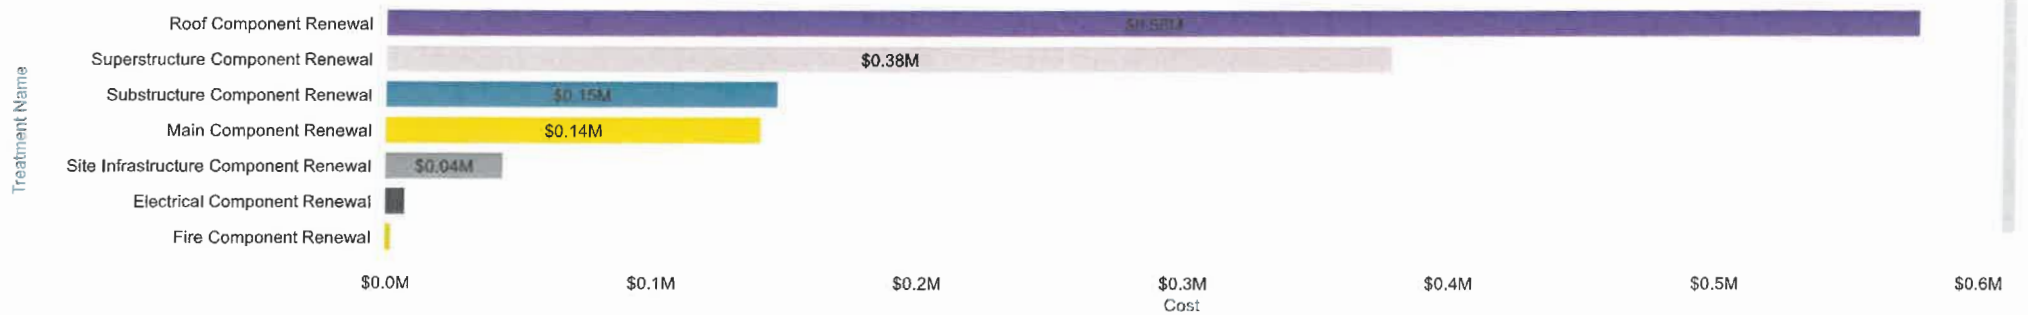 Treatment Name
Roof Component Renewal $0.58M
Superstructure Component Renewal $0.38M
Substructure Component Renewal $0.15M
Main Component Renewal $0.14M
Site Infrastructure Component Renewal $0.04M
Electrical Component Renewal
Fire Component Renewal
$0.0M $0.1M $0.2M $0.3M $0.4M $0.5M $0.6M
Cost